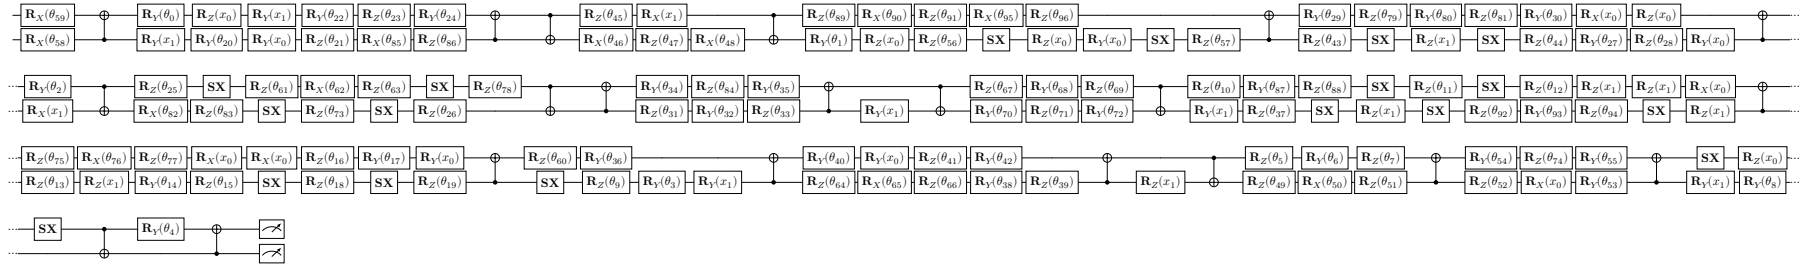 R_X(θ_59) R_Y(θ_0) R_Z(x_0) R_Y(x_1) R_Y(θ_22) R_Z(θ_23) R_Y(θ_24) R_Z(θ_45) R_X(x_1) R_Z(θ_89) R_X(θ_90) R_Z(θ_91) R_X(θ_95) R_Z(θ_96) R_Y(θ_29) R_Z(θ_79) R_Y(θ_80) R_Z(θ_81) R_Y(θ_30) R_X(x_0) R_Z(x_0)
R_X(θ_58) R_Y(x_1) R_Y(θ_20) R_Y(x_0) R_Z(θ_21) R_X(θ_85) R_Z(θ_86) R_X(θ_46) R_Z(θ_47) R_X(θ_48) R_Y(θ_1) R_Z(x_0) R_Z(θ_56) SX R_Z(x_0) R_Y(x_0) SX R_Z(θ_57) R_Z(θ_43) SX R_Z(x_1) SX R_Z(θ_44) R_Y(θ_27) R_Z(θ_28) R_Y(x_0)
R_Y(θ_2) R_Z(θ_25) SX R_Z(θ_61) R_X(θ_62) R_Z(θ_63) SX R_Z(θ_78) R_Y(θ_34) R_Z(θ_84) R_Y(θ_35) R_Z(θ_67) R_Y(θ_68) R_Z(θ_69) R_Z(θ_10) R_Y(θ_87) R_Z(θ_88) SX R_Z(θ_11) SX R_Z(θ_12) R_Z(x_1) R_Z(x_1) R_X(x_0)
R_X(x_1) R_X(θ_82) R_Z(θ_83) SX R_Z(θ_73) SX R_Z(θ_26) R_Z(θ_31) R_Y(θ_32) R_Z(θ_33) R_Y(x_1) R_Y(θ_70) R_Z(θ_71) R_Y(θ_72) R_Y(x_1) R_Z(θ_37) SX R_Z(x_1) SX R_Z(θ_92) R_Y(θ_93) R_Z(θ_94) SX R_Z(x_1)
R_Z(θ_75) R_X(θ_76) R_Z(θ_77) R_X(x_0) R_X(x_0) R_Z(θ_16) R_Y(θ_17) R_Y(x_0) R_Z(θ_60) R_Y(θ_36) R_Y(θ_40) R_Y(x_0) R_Z(θ_41) R_Y(θ_42) R_Z(θ_5) R_Y(θ_6) R_Z(θ_7) R_Y(θ_54) R_Z(θ_74) R_Y(θ_55) SX R_Z(x_0)
R_Z(θ_13) R_Z(x_1) R_Y(θ_14) R_Z(θ_15) SX R_Z(θ_18) SX R_Z(θ_19) SX R_Z(θ_9) R_Y(θ_3) R_Y(x_1) R_Z(θ_64) R_X(θ_65) R_Z(θ_66) R_Y(θ_38) R_Z(θ_39) R_Z(x_1) R_Z(θ_49) R_X(θ_50) R_Z(θ_51) R_Z(θ_52) R_X(x_0) R_Y(θ_53) R_Y(x_1) R_Y(θ_8)
SX R_Y(θ_4)